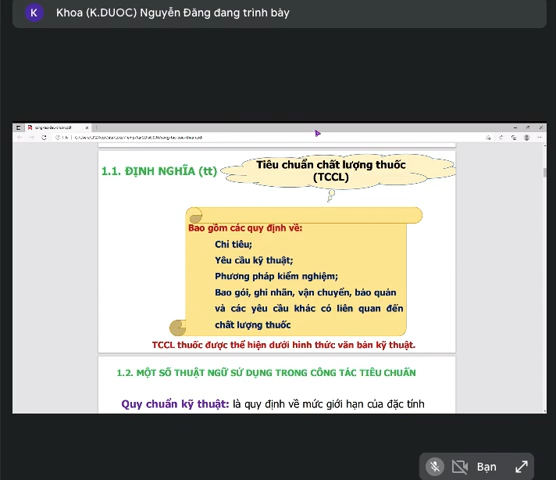 K Khoa (K.DUOC) Nguyễn Đăng đang trình bày
1.1. ĐỊNH NGHĨA (tt)
Tiêu chuẩn chất lượng thuốc
(TCCL)
Bao gồm các quy định về:
Chỉ tiêu;
Yêu cầu kỹ thuật;
Phương pháp kiểm nghiệm;
Bao gói, ghi nhãn, vận chuyển, bảo quản
và các yêu cầu khác có liên quan đến
chất lượng thuốc
TCCL thuốc được thể hiện dưới hình thức văn bản kỹ thuật.
1.2. MỘT SỐ THUẬT NGỮ SỬ DỤNG TRONG CÔNG TÁC TIÊU CHUẨN
Quy chuẩn kỹ thuật: là quy định về mức giới hạn của đặc tính
Bạn